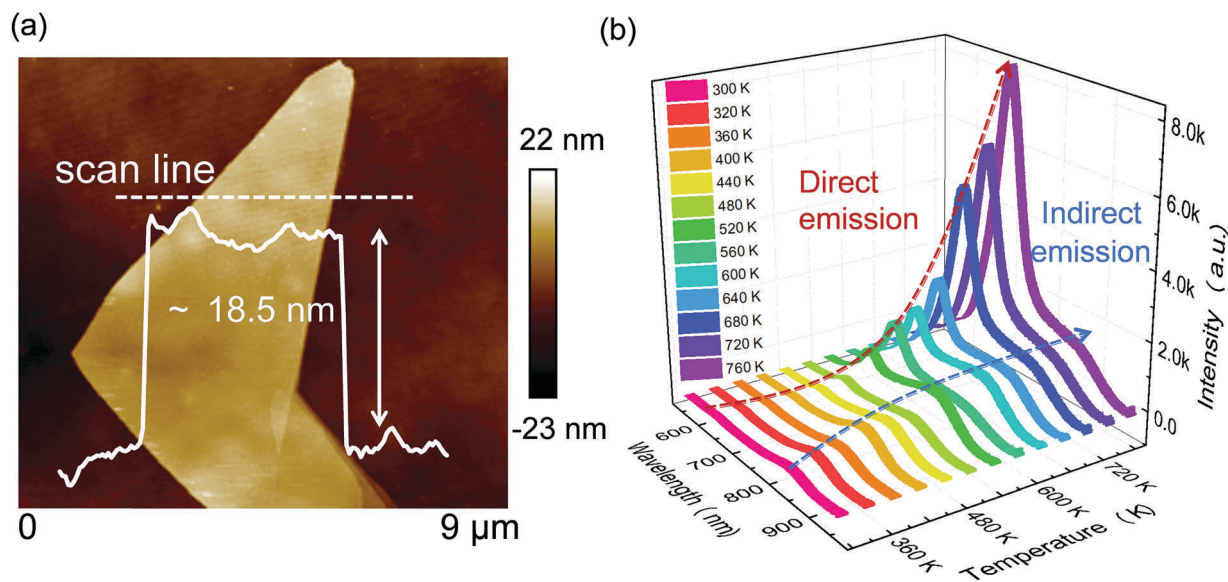 (a)
scan line
~ 18.5 nm
0
9 μm
22 nm
-23 nm
(b)
300 K
320 K
360 K
400 K
440 K
480 K
520 K
560 K
600 K
640 K
680 K
720 K
760 K
Direct
emission
Indirect
emission
8.0k
6.0k
4.0k
2.0k
0.0
Intensity (a.u.)
600
700
800
900
Wavelength (nm)
360 K
480 K
600 K
720 K
Temperature (K)